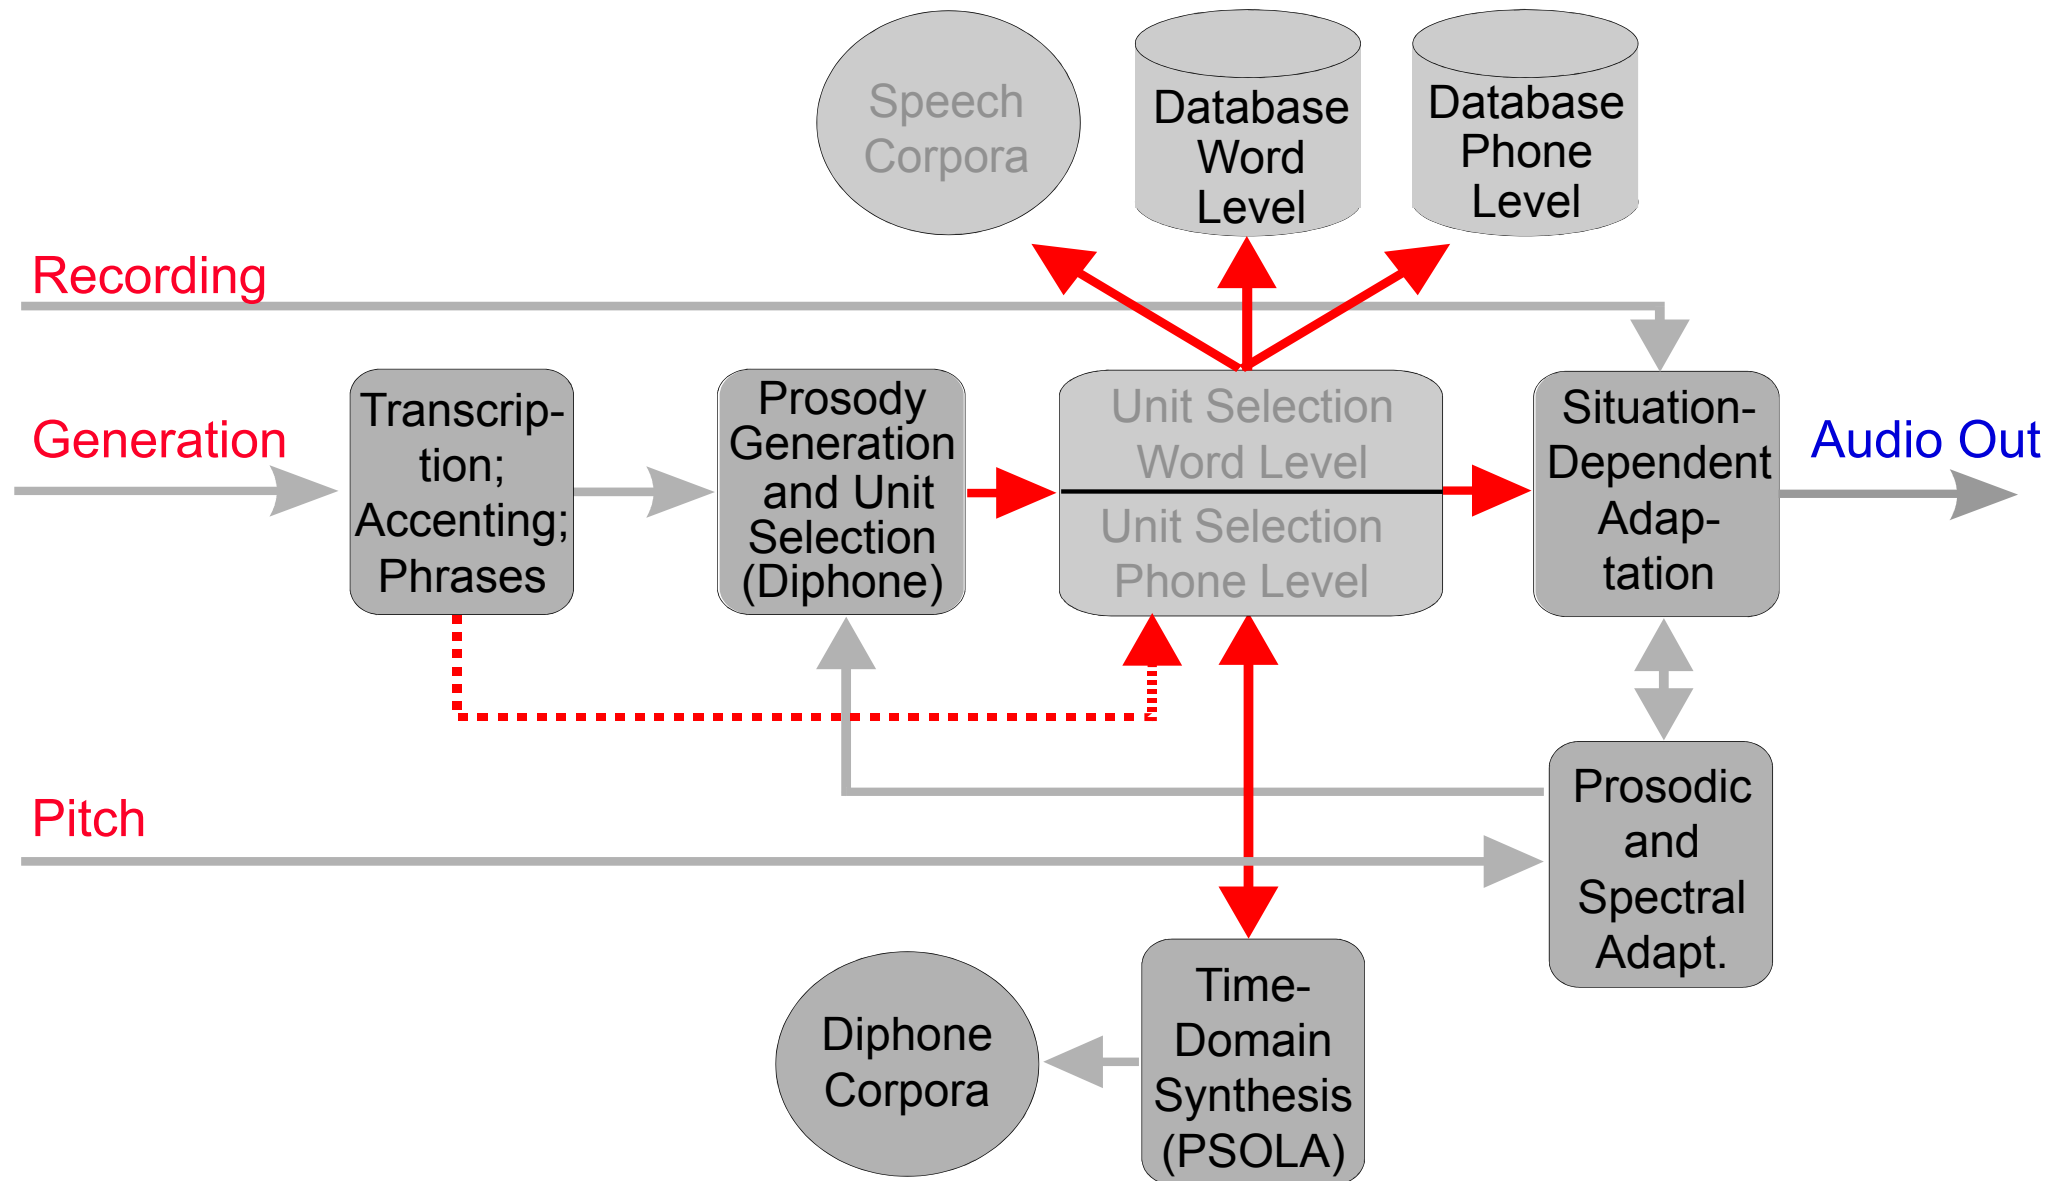 Speech
Corpora
Database
Word
Level
Database
Phone
Level
Recording
Generation
Transcrip-
tion;
Accenting;
Phrases
Prosody
Generation
and Unit
Selection
(Diphone)
Unit Selection
Word Level
Unit Selection
Phone Level
Situation-
Dependent
Adap-
tation
Audio Out
Pitch
Prosodic
and
Spectral
Adapt.
Diphone
Corpora
Time-
Domain
Synthesis
(PSOLA)